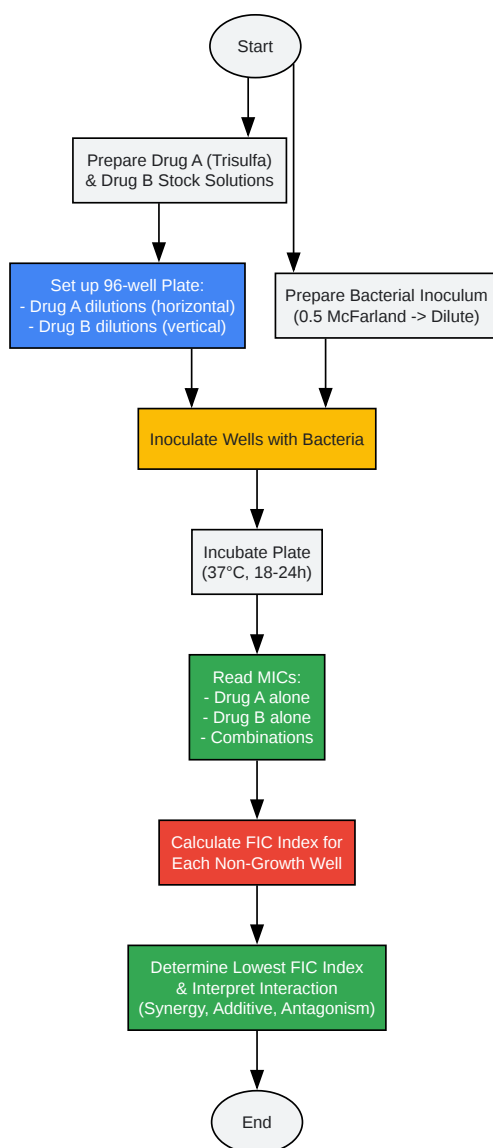 Start
Prepare Drug A (Trisulfa)
& Drug B Stock Solutions
Set up 96-well Plate:
- Drug A dilutions (horizontal)
- Drug B dilutions (vertical)
Prepare Bacterial Inoculum
(0.5 McFarland -> Dilute)
Inoculate Wells with Bacteria
Incubate Plate
(37°C, 18-24h)
Read MICs:
- Drug A alone
- Drug B alone
- Combinations
Calculate FIC Index for
Each Non-Growth Well
Determine Lowest FIC Index
& Interpret Interaction
(Synergy, Additive, Antagonism)
End